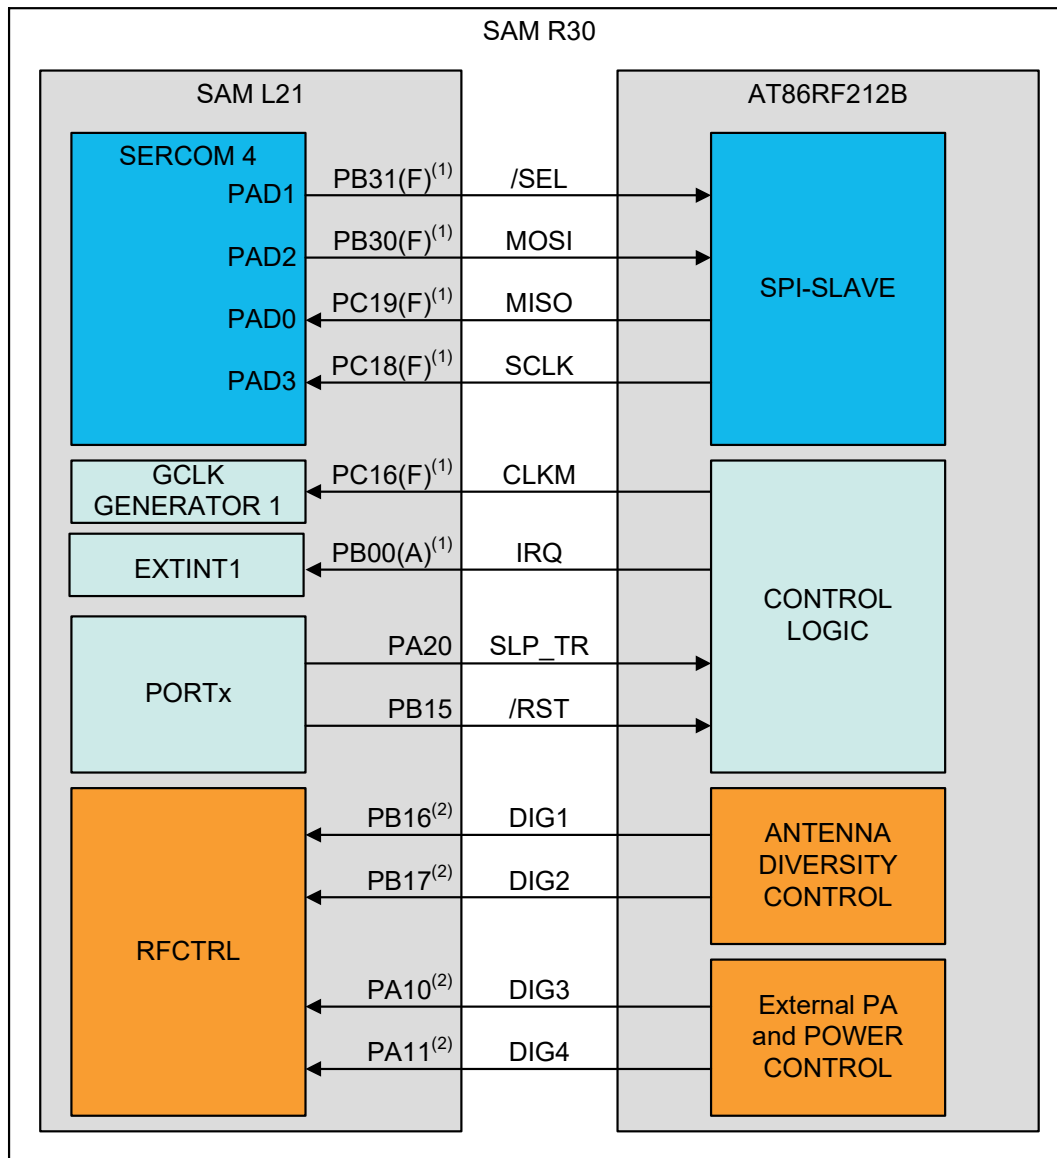 SAM R30
SAM L21
AT86RF212B
SERCOM 4
PAD1
PB31(F)(1)
/SEL
PAD2
PB30(F)(1)
MOSI
PAD0
PC19(F)(1)
MISO
PAD3
PC18(F)(1)
SCLK
SPI-SLAVE
GCLK
GENERATOR 1
PC16(F)(1)
CLKM
EXTINT1
PB00(A)(1)
IRQ
PORTx
PA20
SLP_TR
PB15
/RST
CONTROL
LOGIC
RFCTRL
PB16(2)
DIG1
PB17(2)
DIG2
ANTENNA
DIVERSITY
CONTROL
PA10(2)
DIG3
PA11(2)
DIG4
External PA
and POWER
CONTROL